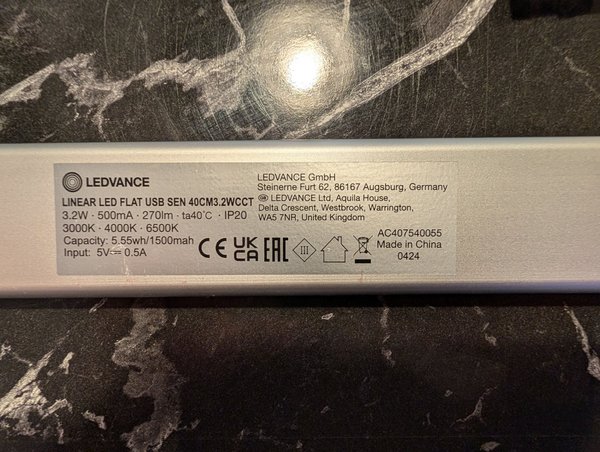 LEDVANCE
LINEAR LED FLAT USB SEN 40CM3.2WCCT
3.2W · 500mA · 270lm · ta40°C · IP20
3000K · 4000K · 6500K
Capacity: 5.55wh/1500mah
Input: 5V⎓0.5A
LEDVANCE GmbH
Steinerne Furt 62, 86167 Augsburg, Germany
GB LEDVANCE Ltd, Aquila House,
Delta Crescent, Westbrook, Warrington,
WA5 7NR, United Kingdom
CE UK CA EAC III
AC407540055
Made in China
0424